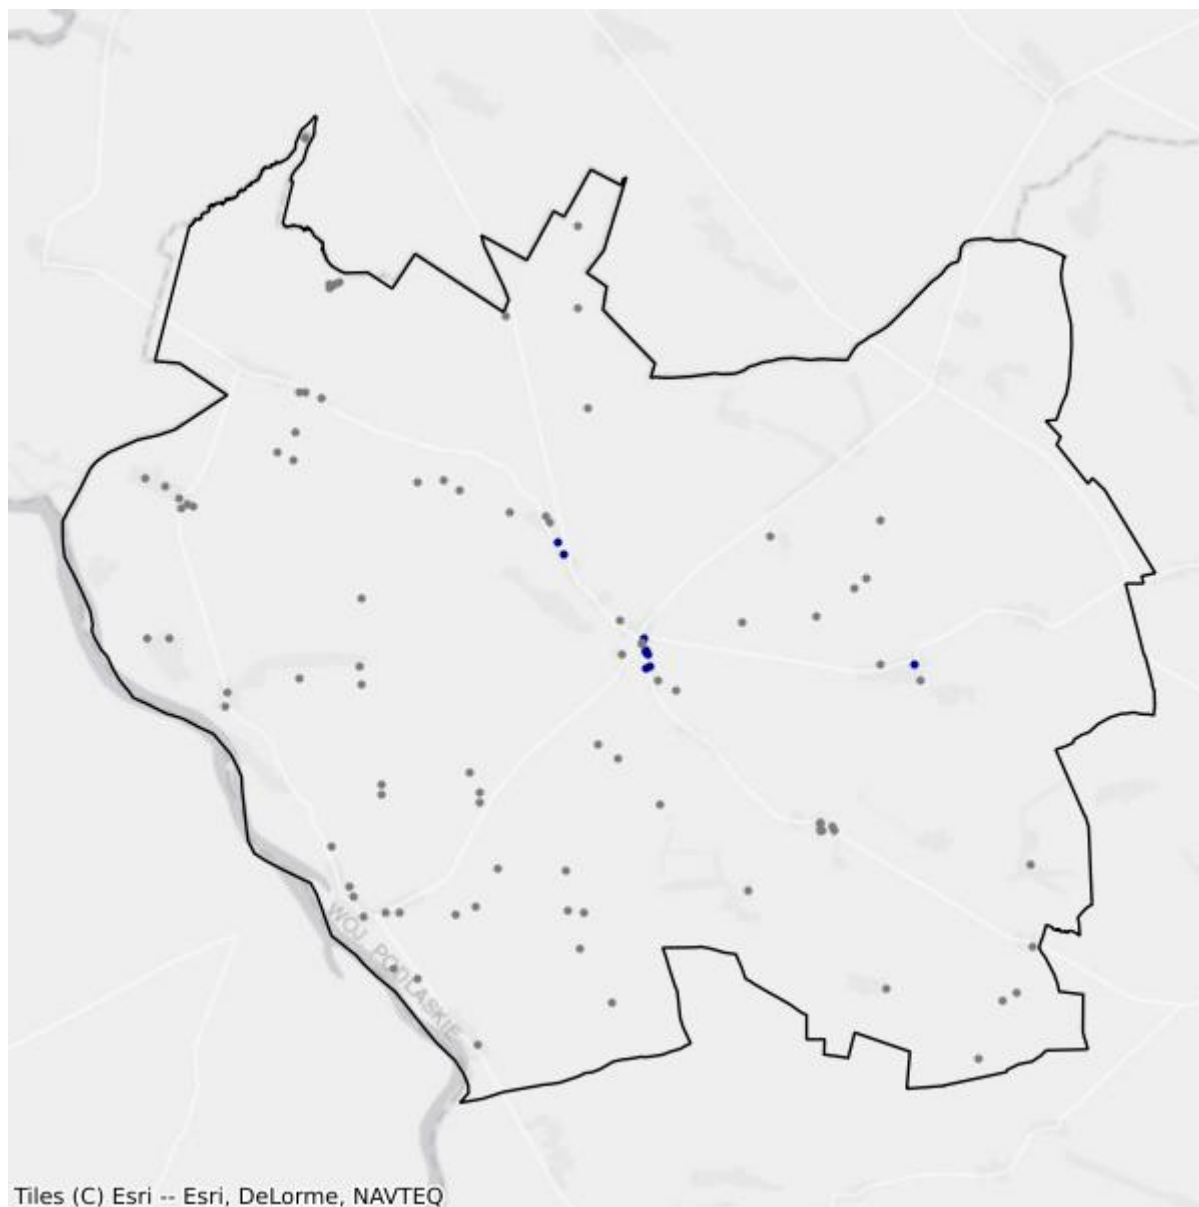 WOJ. PODLASKIE
Tiles (C) Esri -- Esri, DeLorme, NAVTEQ